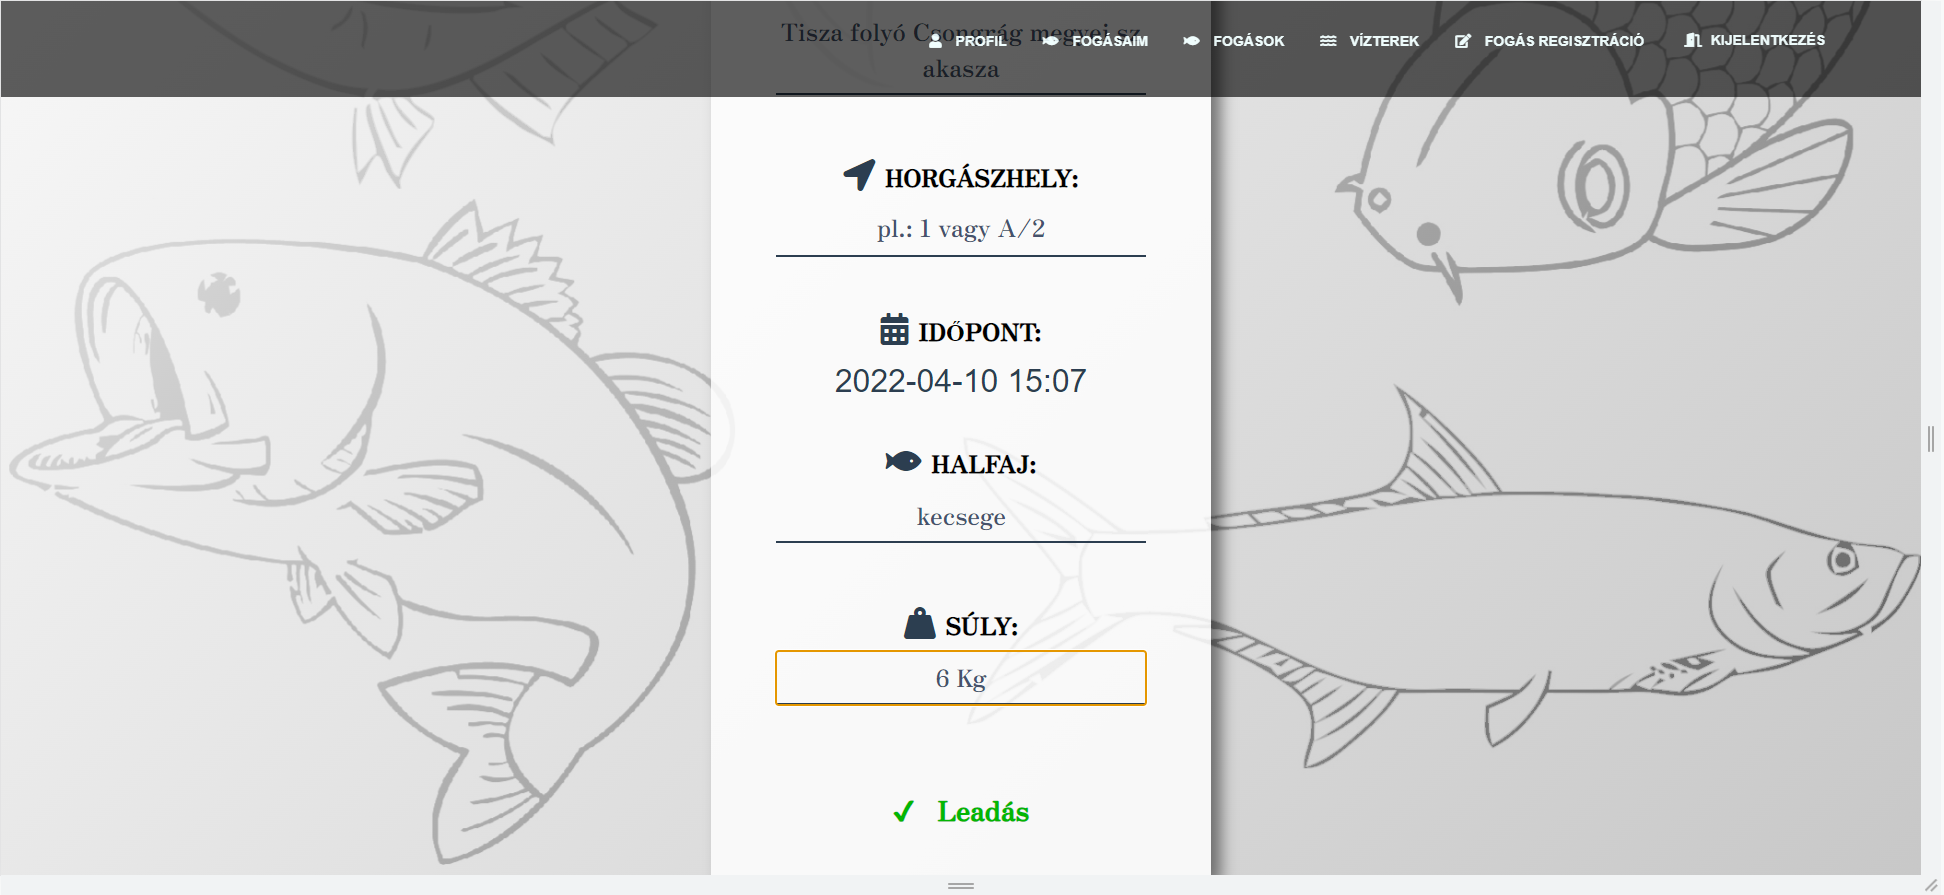 Tisza folyó Csongrág megyei sz
akasza
PROFIL FOGÁSAIM FOGÁSOK VÍZTEREK FOGÁS REGISZTRÁCIÓ KIJELENTKEZÉS
HORGÁSZHELY:
pl.: 1 vagy A/2
IDŐPONT:
2022-04-10 15:07
HALFAJ:
kecsege
SÚLY:
6 Kg
Leadás